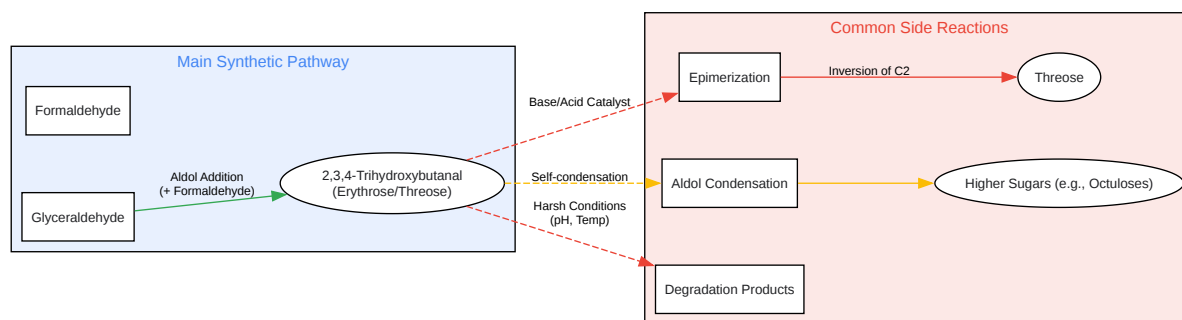 Main Synthetic Pathway
Formaldehyde
Glyceraldehyde
Aldol Addition
(+ Formaldehyde)
2,3,4-Trihydroxybutanal
(Erythrose/Threose)
Base/Acid Catalyst
Self-condensation
Harsh Conditions
(pH, Temp)
Common Side Reactions
Epimerization
Inversion of C2
Threose
Aldol Condensation
Higher Sugars (e.g., Octuloses)
Degradation Products